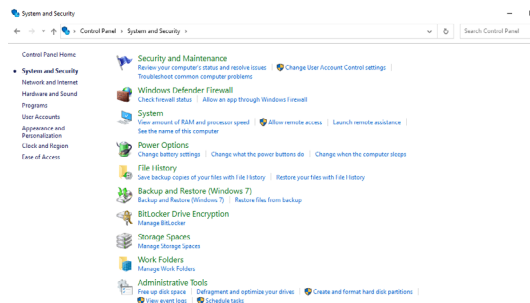 System and Security
Control Panel > System and Security >
Search Control Panel
Control Panel Home
System and Security
Network and Internet
Hardware and Sound
Programs
User Accounts
Appearance and
Personalization
Clock and Region
Ease of Access
Security and Maintenance
Review your computer's status and resolve issues | Change User Account Control settings |
Troubleshoot common computer problems
Windows Defender Firewall
Check firewall status | Allow an app through Windows Firewall
System
View amount of RAM and processor speed | Allow remote access | Launch remote assistance |
See the name of this computer
Power Options
Change battery settings | Change what the power buttons do | Change when the computer sleeps
File History
Save backup copies of your files with File History | Restore your files with File History
Backup and Restore (Windows 7)
Backup and Restore (Windows 7) | Restore files from backup
BitLocker Drive Encryption
Manage BitLocker
Storage Spaces
Manage Storage Spaces
Work Folders
Manage Work Folders
Administrative Tools
Free up disk space | Defragment and optimize your drives | Create and format hard disk partitions |
View event logs | Schedule tasks